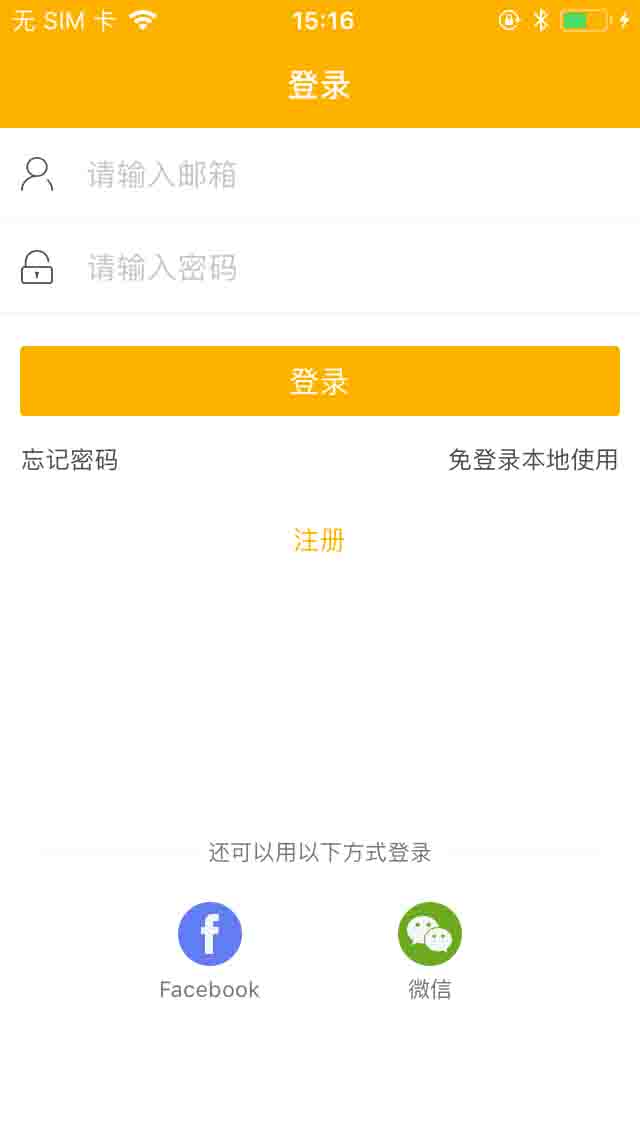 无 SIM 卡 15:16
登录
请输入邮箱
请输入密码
登录
忘记密码 免登录本地使用
注册
还可以用以下方式登录
Facebook 微信